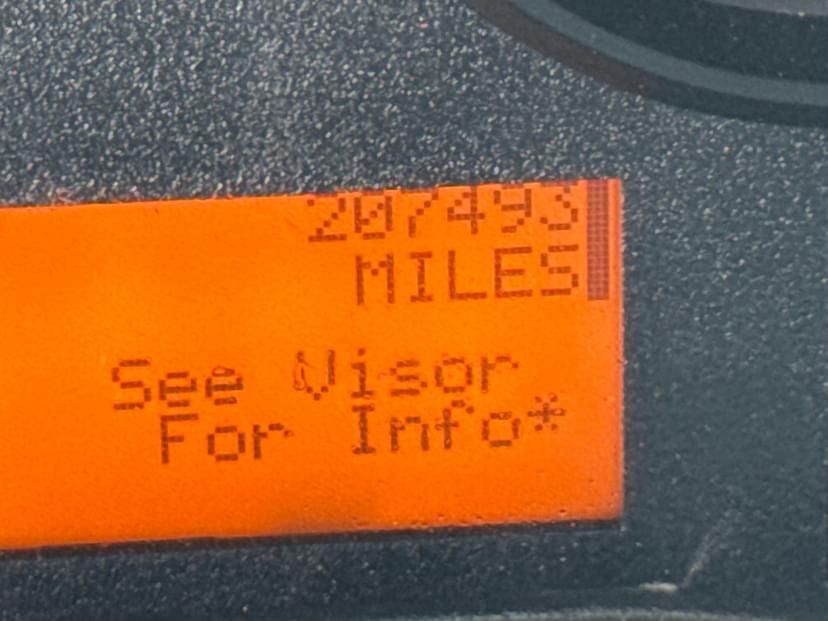 207493
MILES
See Visor
For Info*